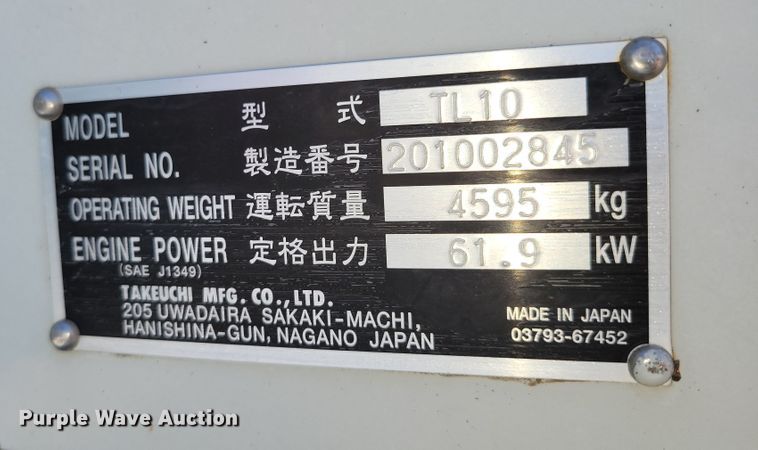 MODEL 型 式 TL10
SERIAL NO. 製造番号 201002845
OPERATING WEIGHT 運転質量 4595 kg
ENGINE POWER 定格出力 61.9 kW
(SAE J1349)
TAKEUCHI MFG. CO.,LTD.
205 UWADAIRA SAKAKI-MACHI,
HANISHINA-GUN, NAGANO JAPAN
MADE IN JAPAN
03793-67452
Purple Wave Auction